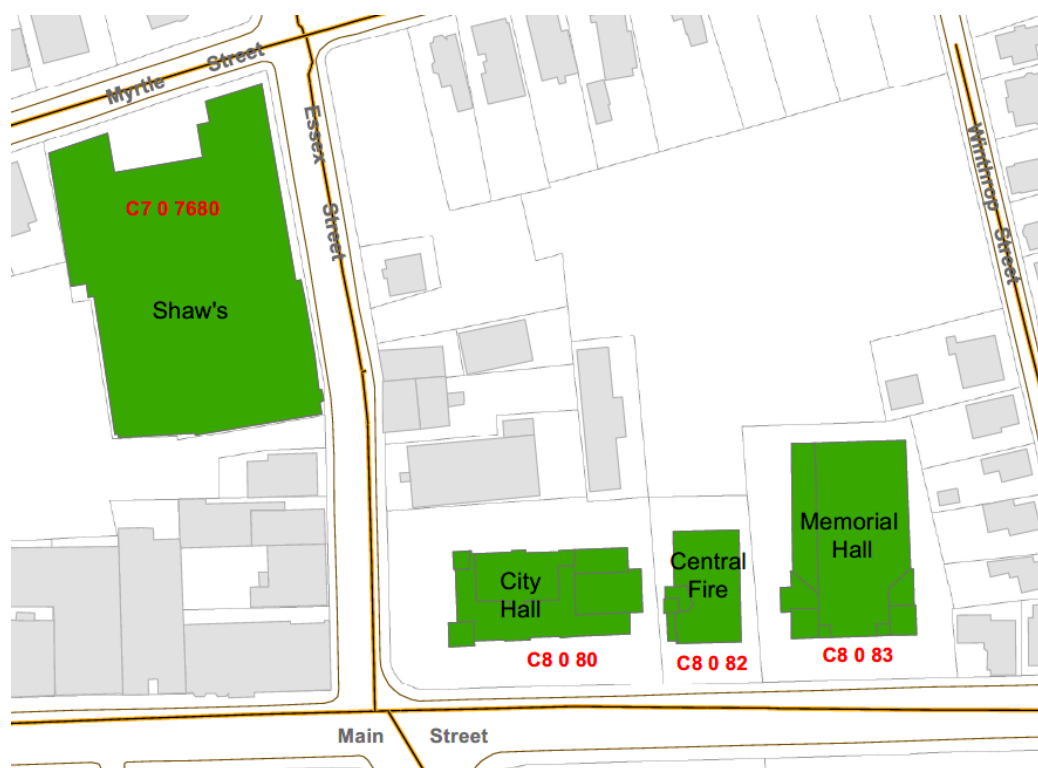 Myrtle Street
Essex Street
Winthrop Street
C7 0 7680
Shaw's
Memorial
Hall
Central
Fire
City
Hall
C8 0 80
C8 0 82
C8 0 83
Main Street